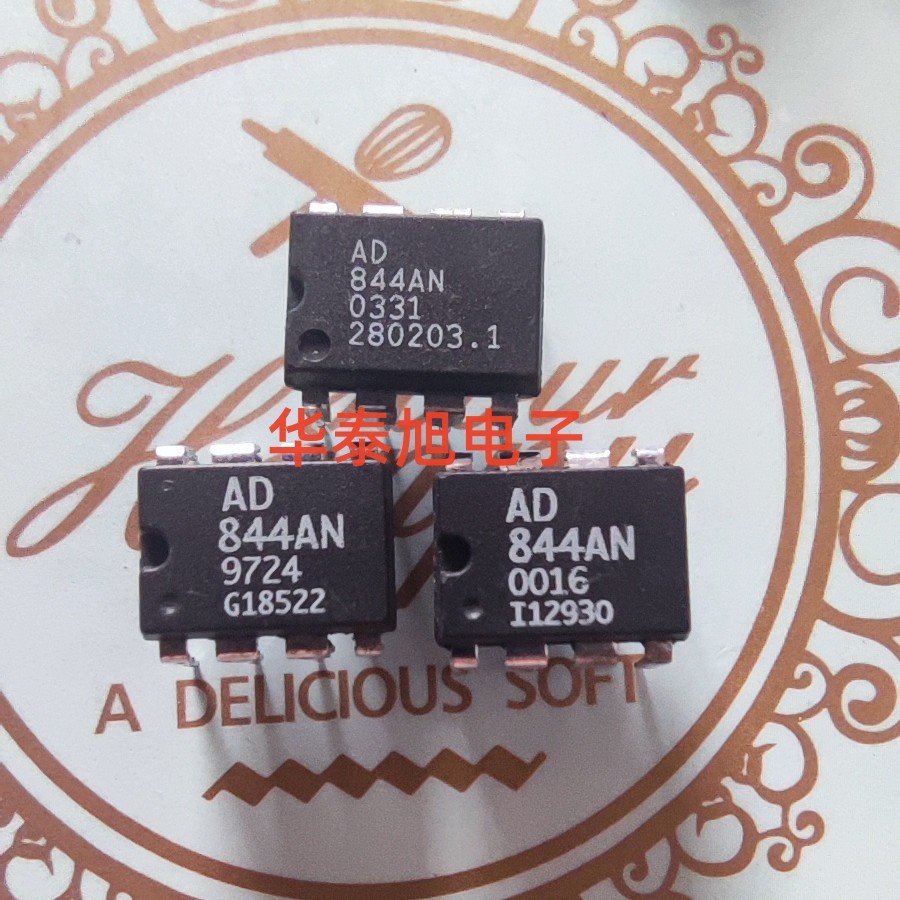 AD
844AN
0331
280203.1
华泰旭电子
AD
844AN
9724
G18522
AD
844AN
0016
I12930
A DELICIOUS SOFT